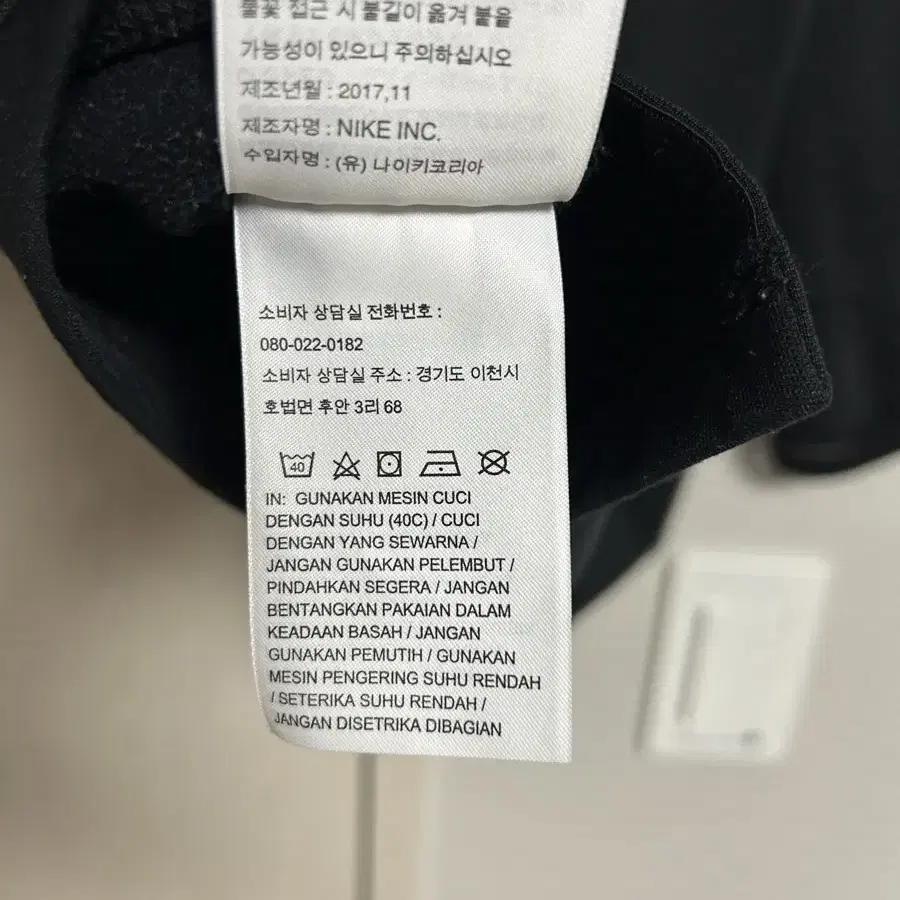 불꽃 접근 시 불길이 옮겨 붙을
가능성이 있으니 주의하십시오
제조년월 : 2017,11
제조자명 : NIKE INC.
수입자명 : (유) 나이키코리아
소비자 상담실 전화번호 :
080-022-0182
소비자 상담실 주소 : 경기도 이천시
호법면 후안 3리 68
40
IN: GUNAKAN MESIN CUCI
DENGAN SUHU (40C) / CUCI
DENGAN YANG SEWARNA /
JANGAN GUNAKAN PELEMBUT /
PINDAHKAN SEGERA / JANGAN
BENTANGKAN PAKAIAN DALAM
KEADAAN BASAH / JANGAN
GUNAKAN PEMUTIH / GUNAKAN
MESIN PENGERING SUHU RENDAH
/ SETERIKA SUHU RENDAH /
JANGAN DISETRIKA DIBAGIAN